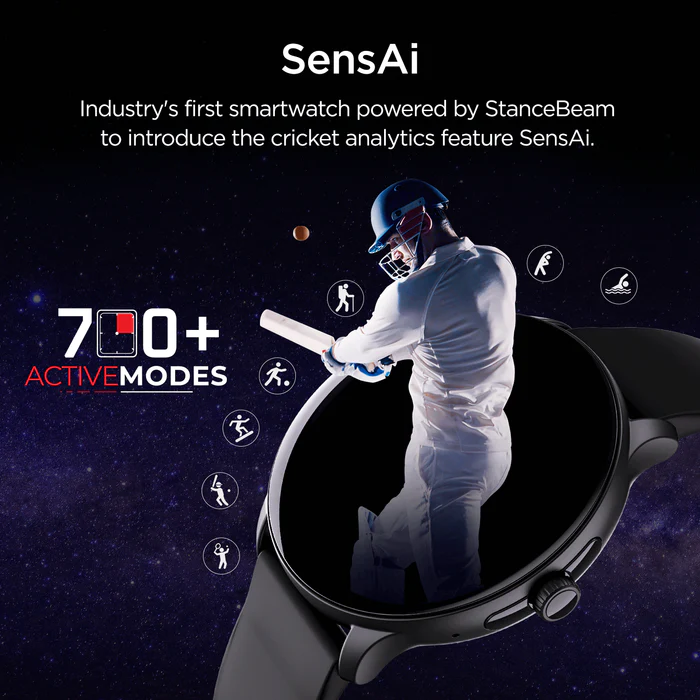 SensAi
Industry's first smartwatch powered by StanceBeam
to introduce the cricket analytics feature SensAi.
700+
ACTIVEMODES